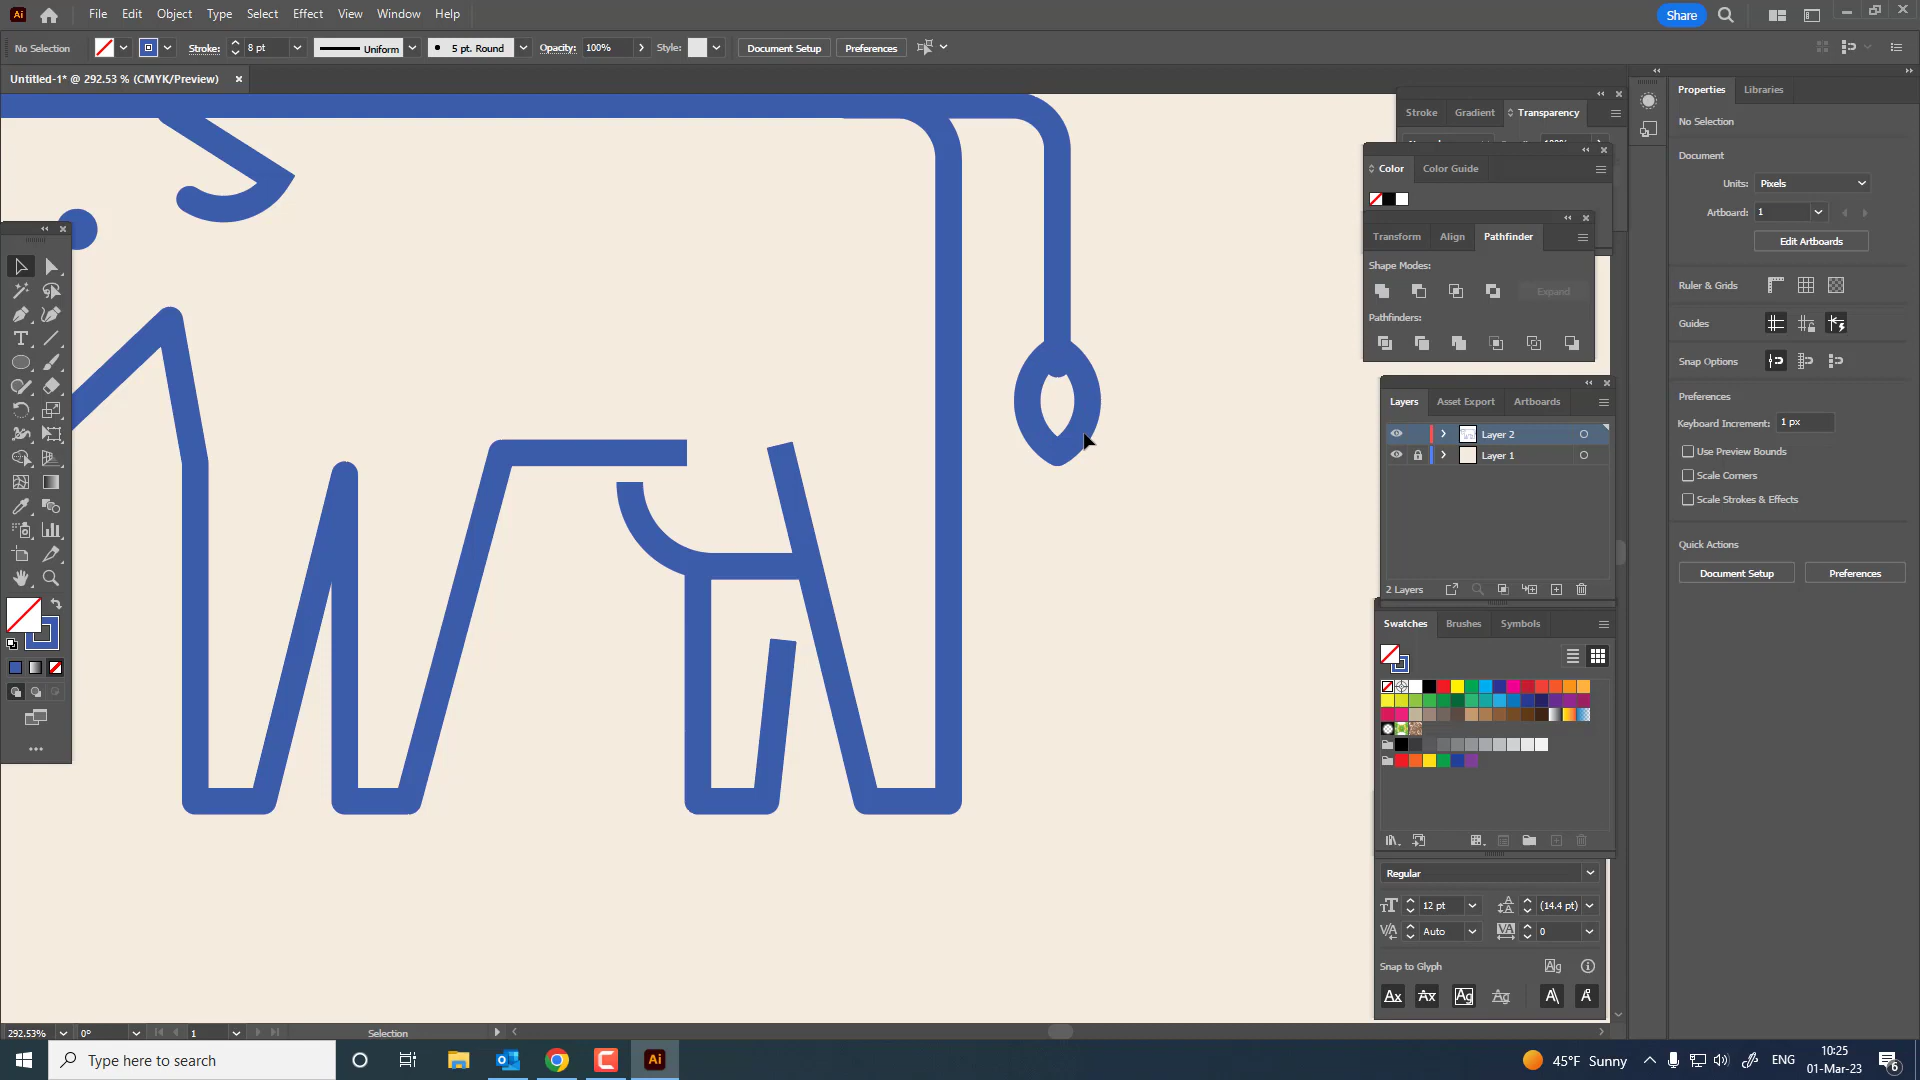 Ai File Edit Object Type Select Effect View Window Help Share
No Selection Stroke: 8 pt Uniform 5 pt. Round Opacity: 100% Style: Document Setup Preferences
Untitled-1* @ 292.53 % (CMYK/Preview)
Properties Libraries
No Selection
Document
Units: Pixels
Artboard: 1
Edit Artboards
Ruler & Grids
Guides
Snap Options
Preferences
Keyboard Increment: 1 px
Use Preview Bounds
Scale Corners
Scale Strokes & Effects
Quick Actions
Document Setup Preferences
Stroke Gradient Transparency
Color Color Guide
Transform Align Pathfinder
Shape Modes:
Expand
Pathfinders:
Layers Asset Export Artboards
Layer 2
Layer 1
2 Layers
Swatches Brushes Symbols
Regular
12 pt (14.4 pt)
Auto 0
Snap to Glyph
292.53% 0° 1 Selection
Type here to search
45°F Sunny ENG 10:25
01-Mar-23 6